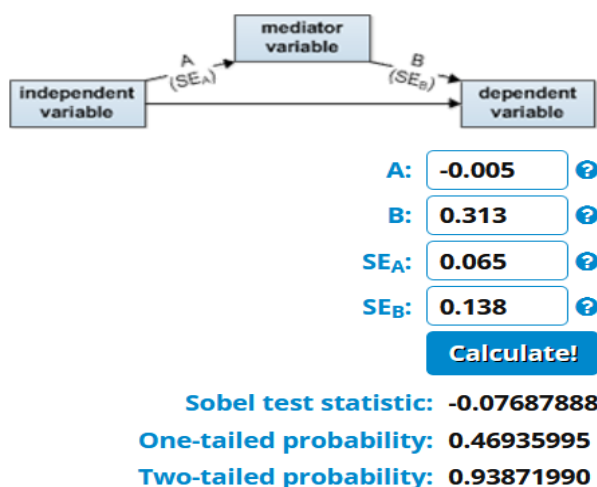 mediator
variable
A
(SEA)
B
(SEB)
independent
variable
dependent
variable
A: -0.005 ?
B: 0.313 ?
SEA: 0.065 ?
SEB: 0.138 ?
Calculate!
Sobel test statistic: -0.07687888
One-tailed probability: 0.46935995
Two-tailed probability: 0.93871990